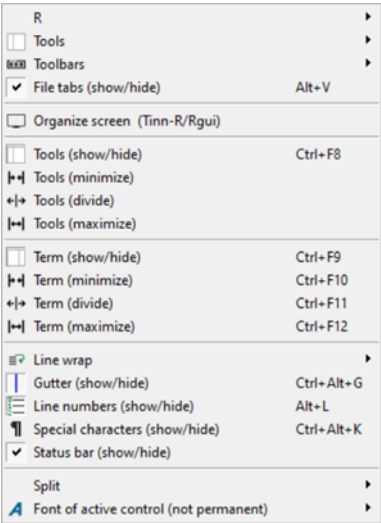 R
Tools
Toolbars
File tabs (show/hide) Alt+V
Organize screen (Tinn-R/Rgui)
Tools (show/hide) Ctrl+F8
Tools (minimize)
Tools (divide)
Tools (maximize)
Term (show/hide) Ctrl+F9
Term (minimize) Ctrl+F10
Term (divide) Ctrl+F11
Term (maximize) Ctrl+F12
Line wrap
Gutter (show/hide) Ctrl+Alt+G
Line numbers (show/hide) Alt+L
Special characters (show/hide) Ctrl+Alt+K
Status bar (show/hide)
Split
Font of active control (not permanent)